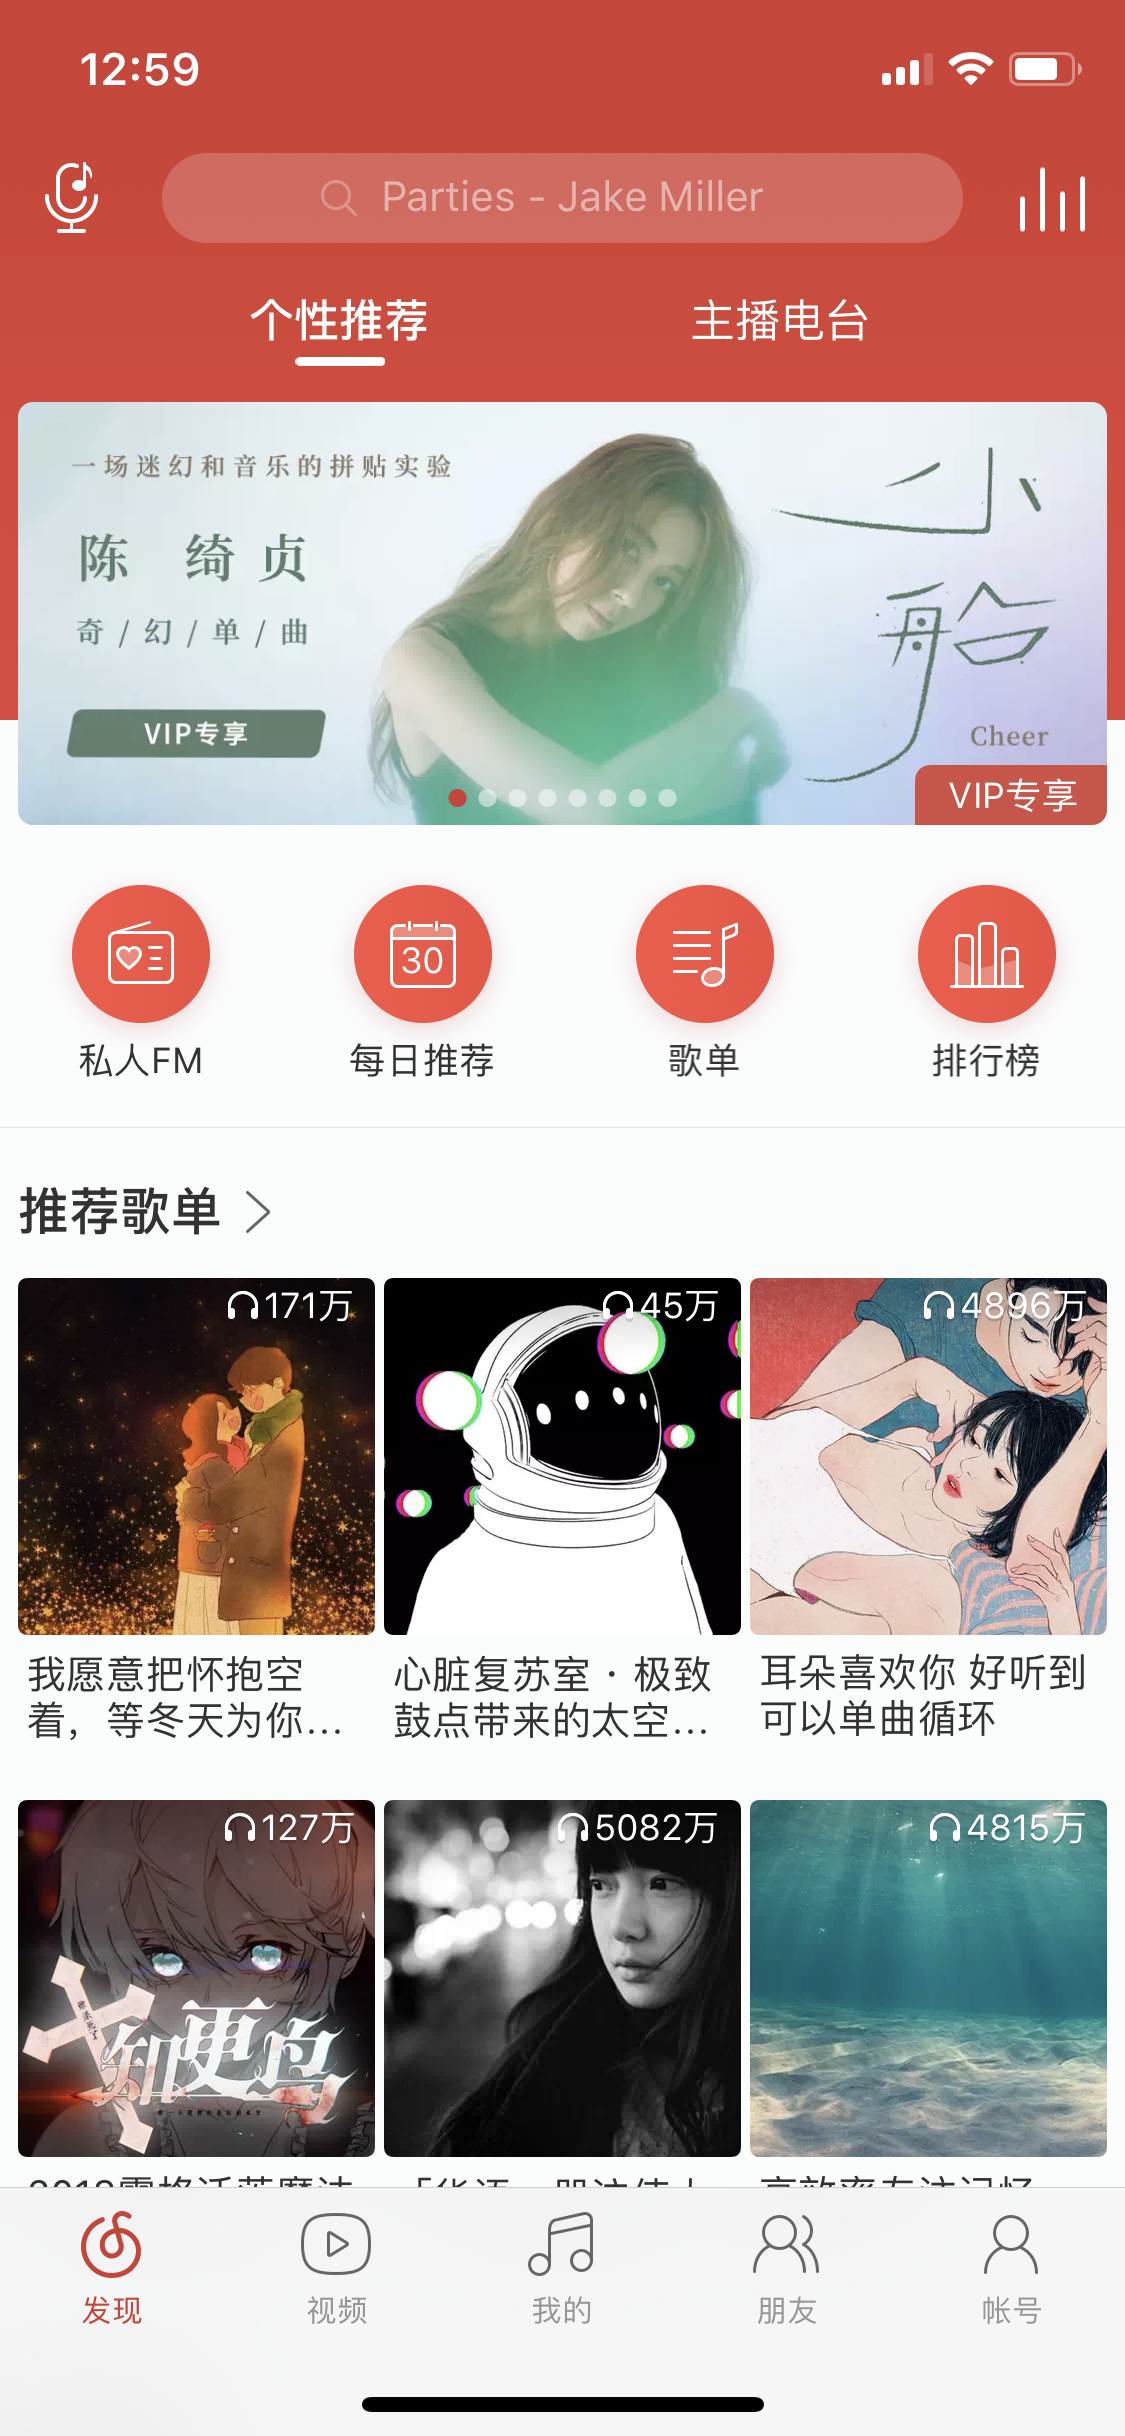 12:59
Parties - Jake Miller
个性推荐
主播电台
一场迷幻和音乐的拼贴实验
陈 绮贞
奇/幻/单/曲
VIP专享
小船
Cheer
VIP专享
30
私人FM
每日推荐
歌单
排行榜
推荐歌单
171万
45万
4896万
我愿意把怀抱空
着，等冬天为你...
心脏复苏室·极致
鼓点带来的太空...
耳朵喜欢你 好听到
可以单曲循环
127万
5082万
4815万
知更鸟
高效率专注记忆
发现
视频
我的
朋友
帐号